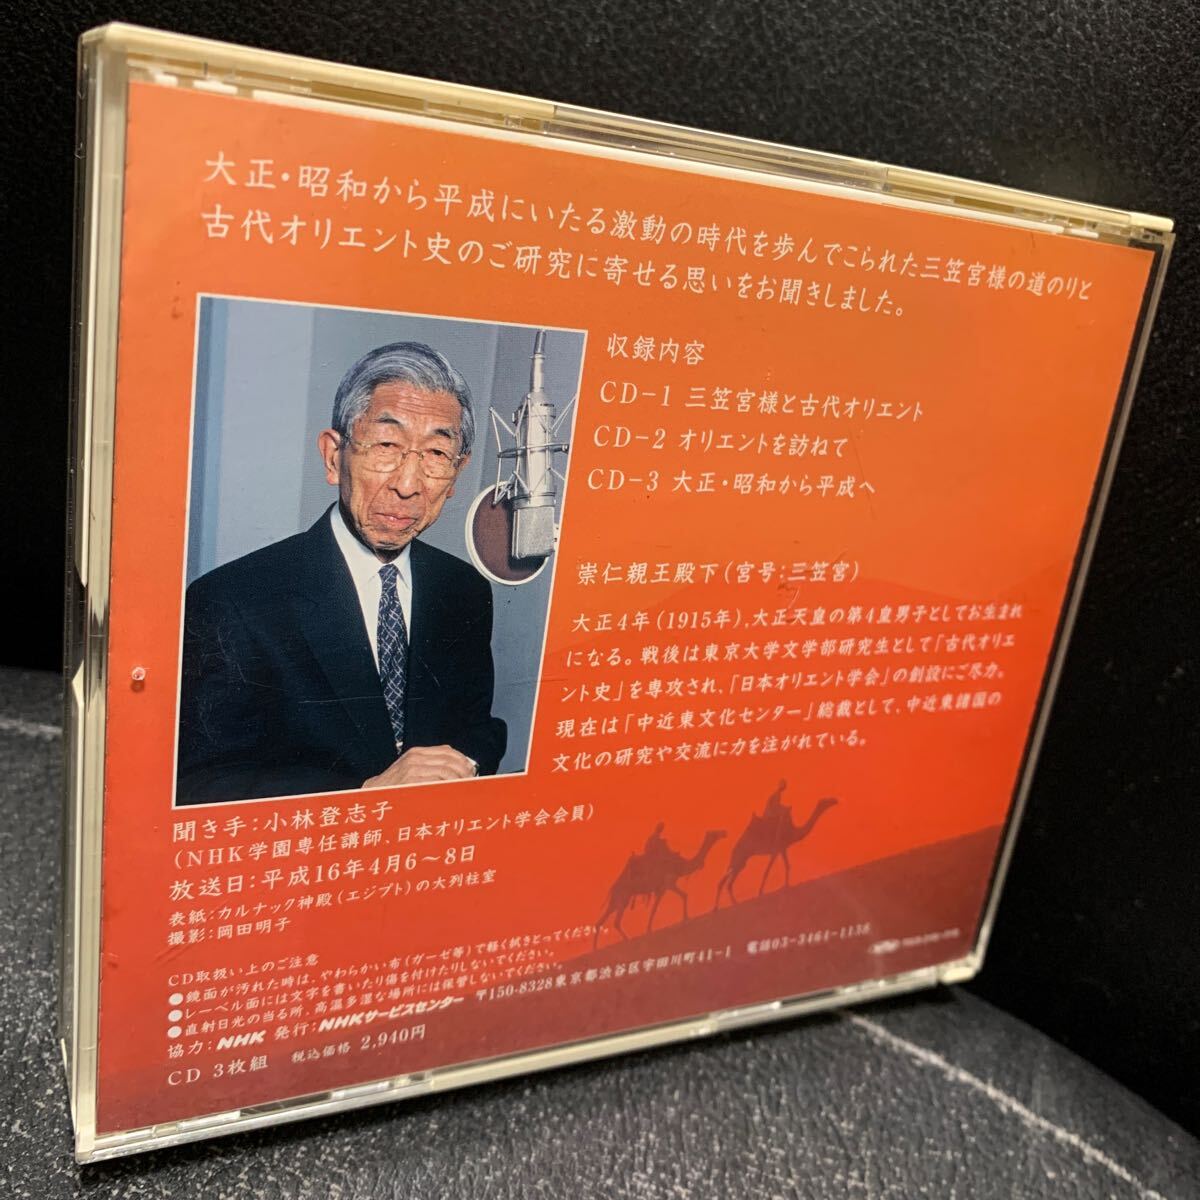 大正・昭和から平成にいたる激動の時代を歩んでこられた三笠宮様の道のりと
古代オリエント史のご研究に寄せる思いをお聞きしました。
収録内容
CD-1 三笠宮様と古代オリエント
CD-2 オリエントを訪ねて
CD-3 大正・昭和から平成へ
崇仁親王殿下(宮号:三笠宮)
大正4年(1915年)、大正天皇の第4皇男子としてお生まれ
になる。戦後は東京大学文学部研究生として「古代オリエ
ント史」を専攻され、「日本オリエント学会」の創設にご尽力。
現在は「中近東文化センター」総裁として、中近東諸国の
文化の研究や交流に力を注がれている。
聞き手:小林登志子
(NHK学園専任講師、日本オリエント学会会員)
放送日:平成16年4月6〜8日
表紙:カルナック神殿(エジプト)の大列柱室
撮影:岡田明子
CD取扱い上のご注意
●鏡面が汚れた時は、やわらかい布(ガーゼ等)で軽く拭きとってください。
●レーベル面には文字を書いたり傷を付けたりしないでください。
●直射日光の当る所、高温多湿な場所には保管しないでください。
協力:NHK 発行:NHKサービスセンター 〒150-8328東京都渋谷区宇田川町41-1 電話03-3464-1138
CD 3枚組 税込価格 2,940円